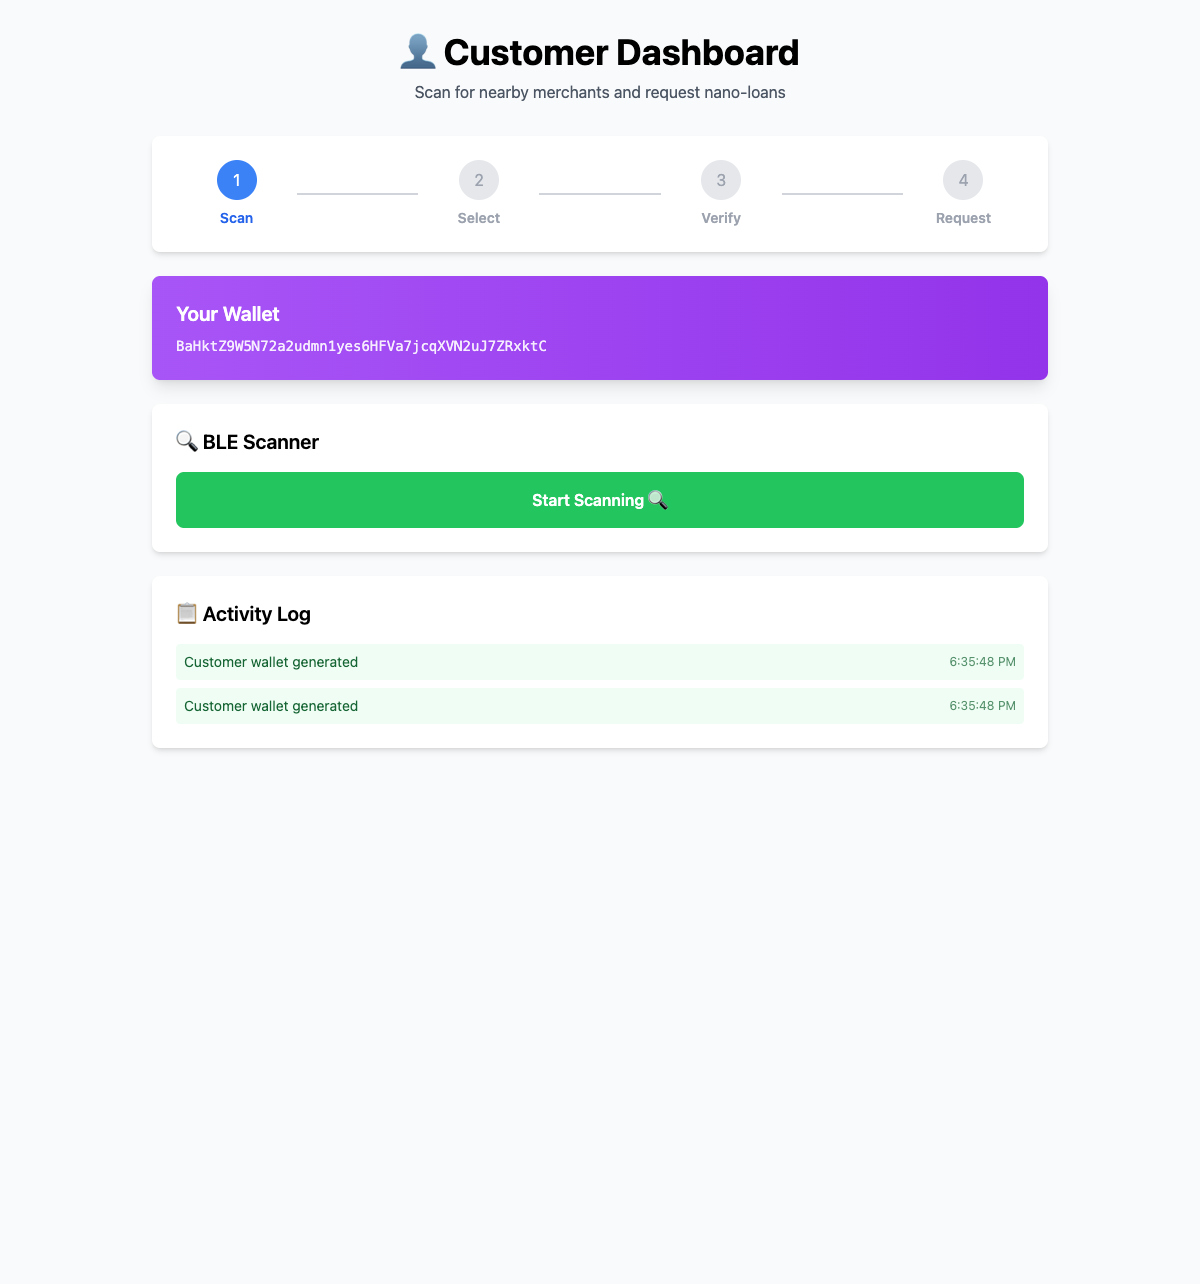 Customer Dashboard
Scan for nearby merchants and request nano-loans
1
Scan
2
Select
3
Verify
4
Request
Your Wallet
BaHktZ9W5N72a2udmn1yes6HFVa7jcqXVN2uJ7ZRxktC
BLE Scanner
Start Scanning
Activity Log
Customer wallet generated 6:35:48 PM
Customer wallet generated 6:35:48 PM